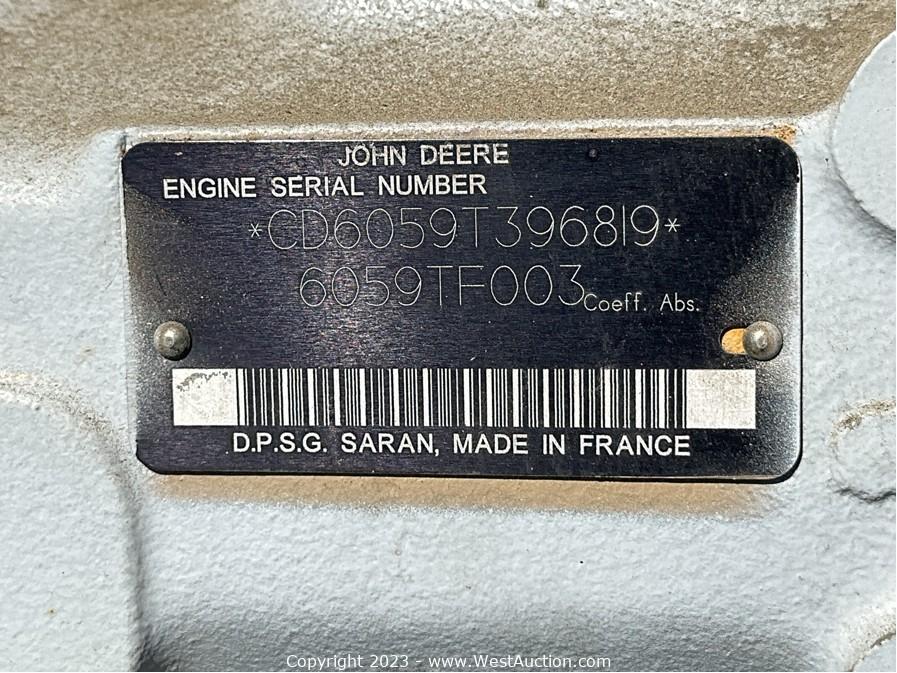 JOHN DEERE
ENGINE SERIAL NUMBER
*CD6059T396819*
6059TF003 Coeff. Abs.
D.P.S.G. SARAN, MADE IN FRANCE
Copyright 2023 - www.WestAuction.com